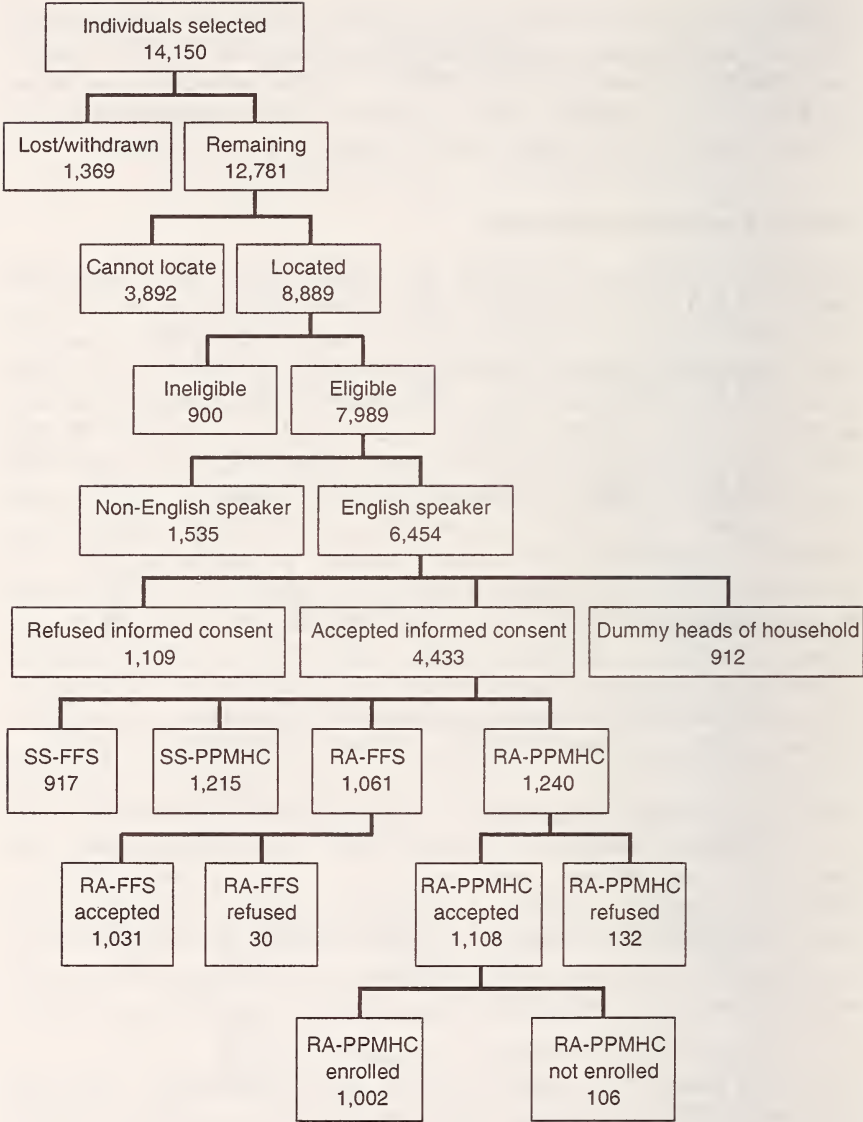 Individuals selected
14,150
Lost/withdrawn
1,369
Remaining
12,781
Cannot locate
3,892
Located
8,889
Ineligible
900
Eligible
7,989
Non-English speaker
1,535
English speaker
6,454
Refused informed consent
1,109
Accepted informed consent
4,433
Dummy heads of household
912
SS-FFS
917
SS-PPMHC
1,215
RA-FFS
1,061
RA-PPMHC
1,240
RA-FFS
accepted
1,031
RA-FFS
refused
30
RA-PPMHC
accepted
1,108
RA-PPMHC
refused
132
RA-PPMHC
enrolled
1,002
RA-PPMHC
not enrolled
106